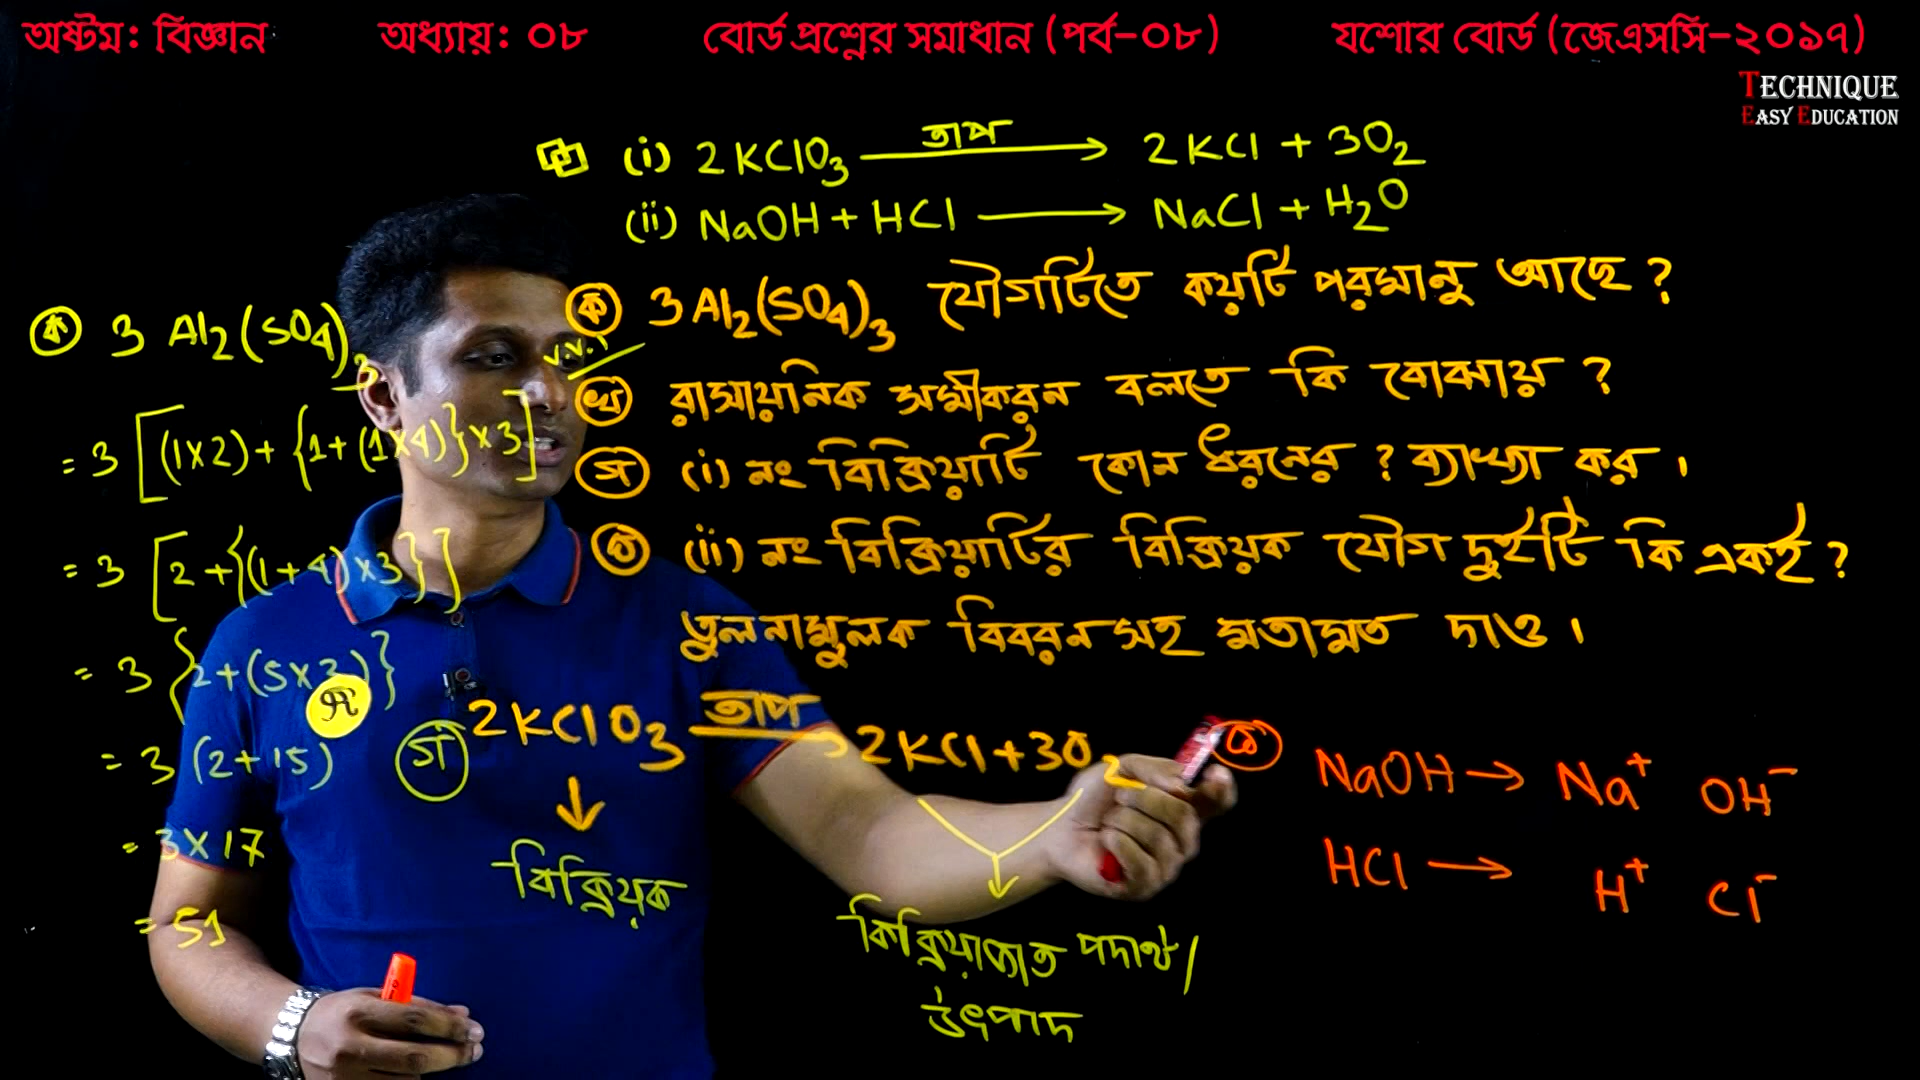 অষ্টম: বিজ্ঞান অধ্যায়: ০৮ বোর্ড প্রশ্নের সমাধান (পর্ব-০৮) যশোর বোর্ড (জেএসসি-২০১৭)
TECHNIQUE
EASY EDUCATION
(i) 2KClO₃ —তাপ→ 2KCl + 3O₂
(ii) NaOH + HCl → NaCl + H₂O
ক 3Al₂(SO₄)₃ যৌগটিতে কয়টি পরমানু আছে?
v.v.i
খ রাসায়নিক সমীকরন বলতে কি বোঝায়?
গ (i) নং বিক্রিয়াটি কোন ধরনের? ব্যাখ্যা কর।
ঘ (ii) নং বিক্রিয়াটির বিক্রিয়ক যৌগ দুইটি কি একই?
তুলনামুলক বিবরনসহ মতামত দাও।
ক 3 Al₂(SO₄)₃
= 3 [(1×2) + {1 + (1×4)} ×3]
= 3 [2 + {(1+4) ×3}]
= 3 {2+(5×3)}
= 3 (2+15)
= 3×17
= 51
গ 2KClO₃ —তাপ→ 2KCl+3O₂
↓
বিক্রিয়ক
বিক্রিয়াজাত পদার্থ /
উৎপাদ
ঘ NaOH → Na⁺ OH⁻
HCl → H⁺ Cl⁻